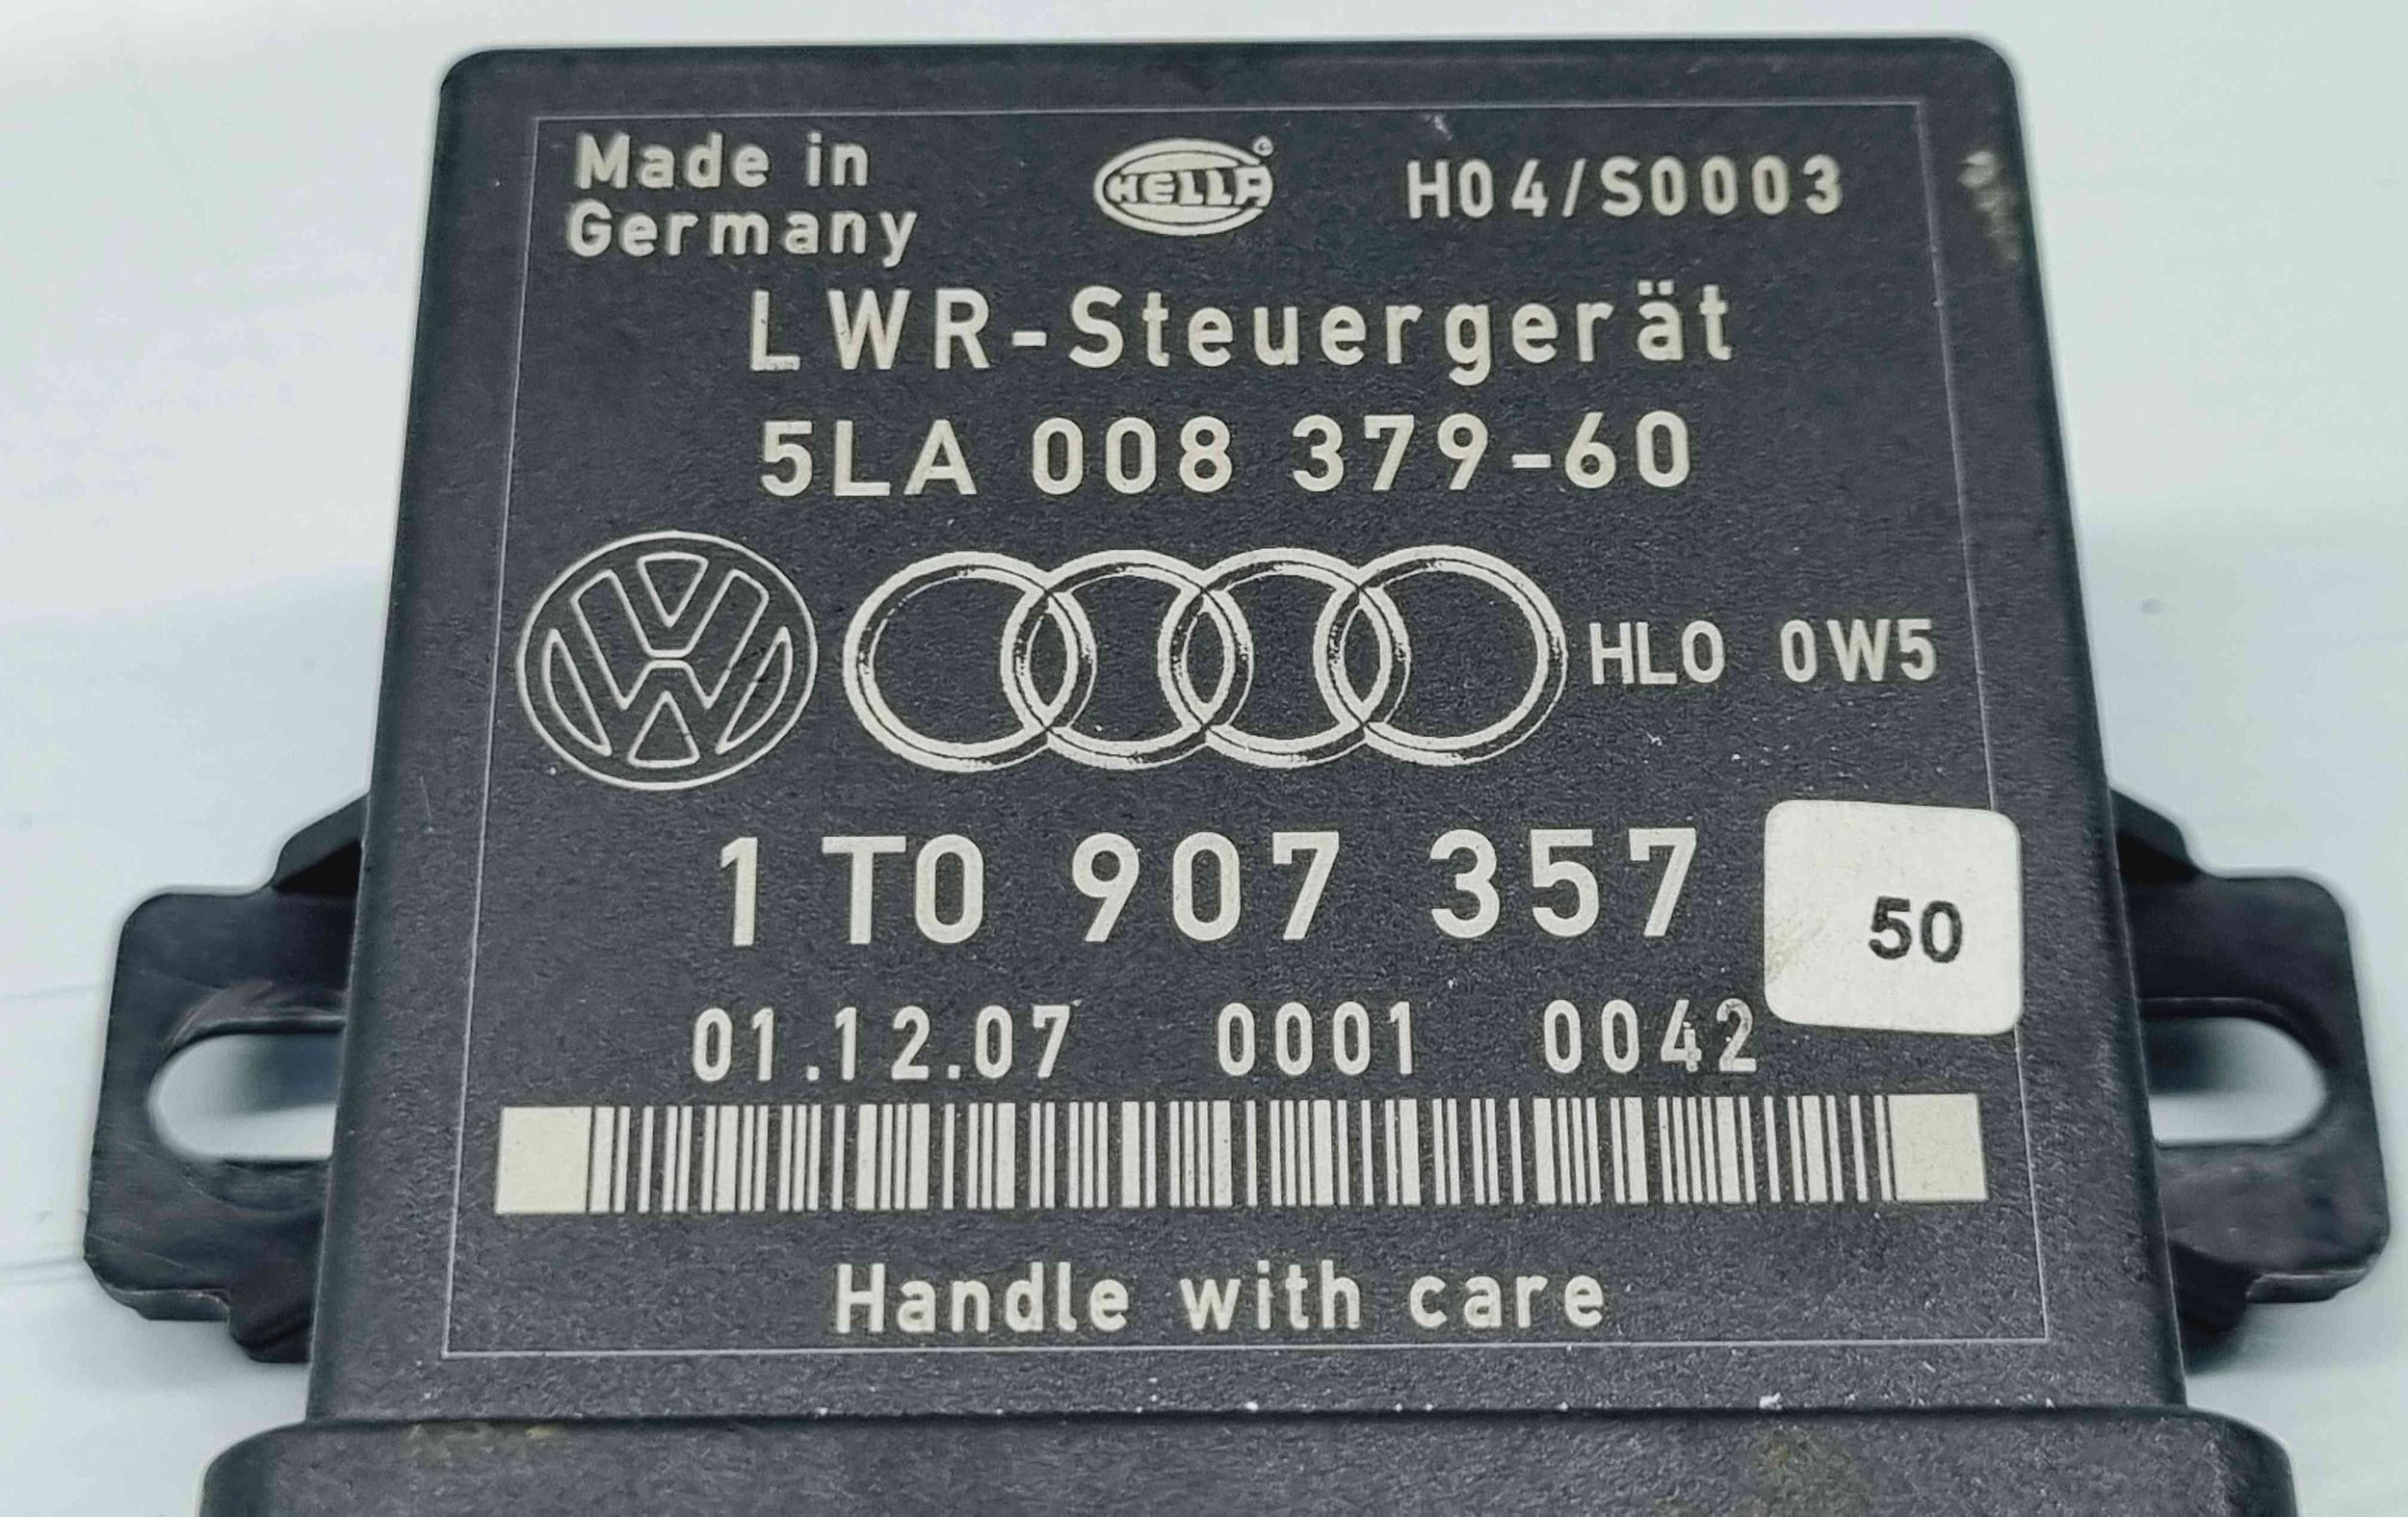 Made in
Germany
HELLA
H04/S0003
LWR-Steuergerät
5LA 008 379-60
HLO 0W5
1T0 907 357
50
01.12.07 0001 0042
Handle with care